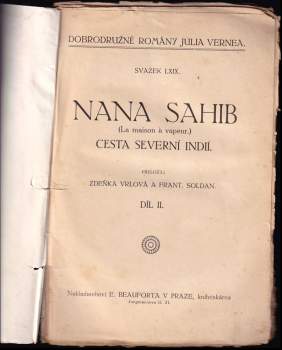 DOBRODRUŽNÉ ROMÁNY JULIA VERNEA.
SVAZEK LXIX.
NANA SAHIB
(La maison à vapeur.)
CESTA SEVERNÍ INDIÍ.
PŘELOŽILI
ZDEŇKA VRLOVÁ A FRANT. SOLDAN.
DÍL II.
Nakladatelství E. BEAUFORTA V PRAZE, knihtiskárna